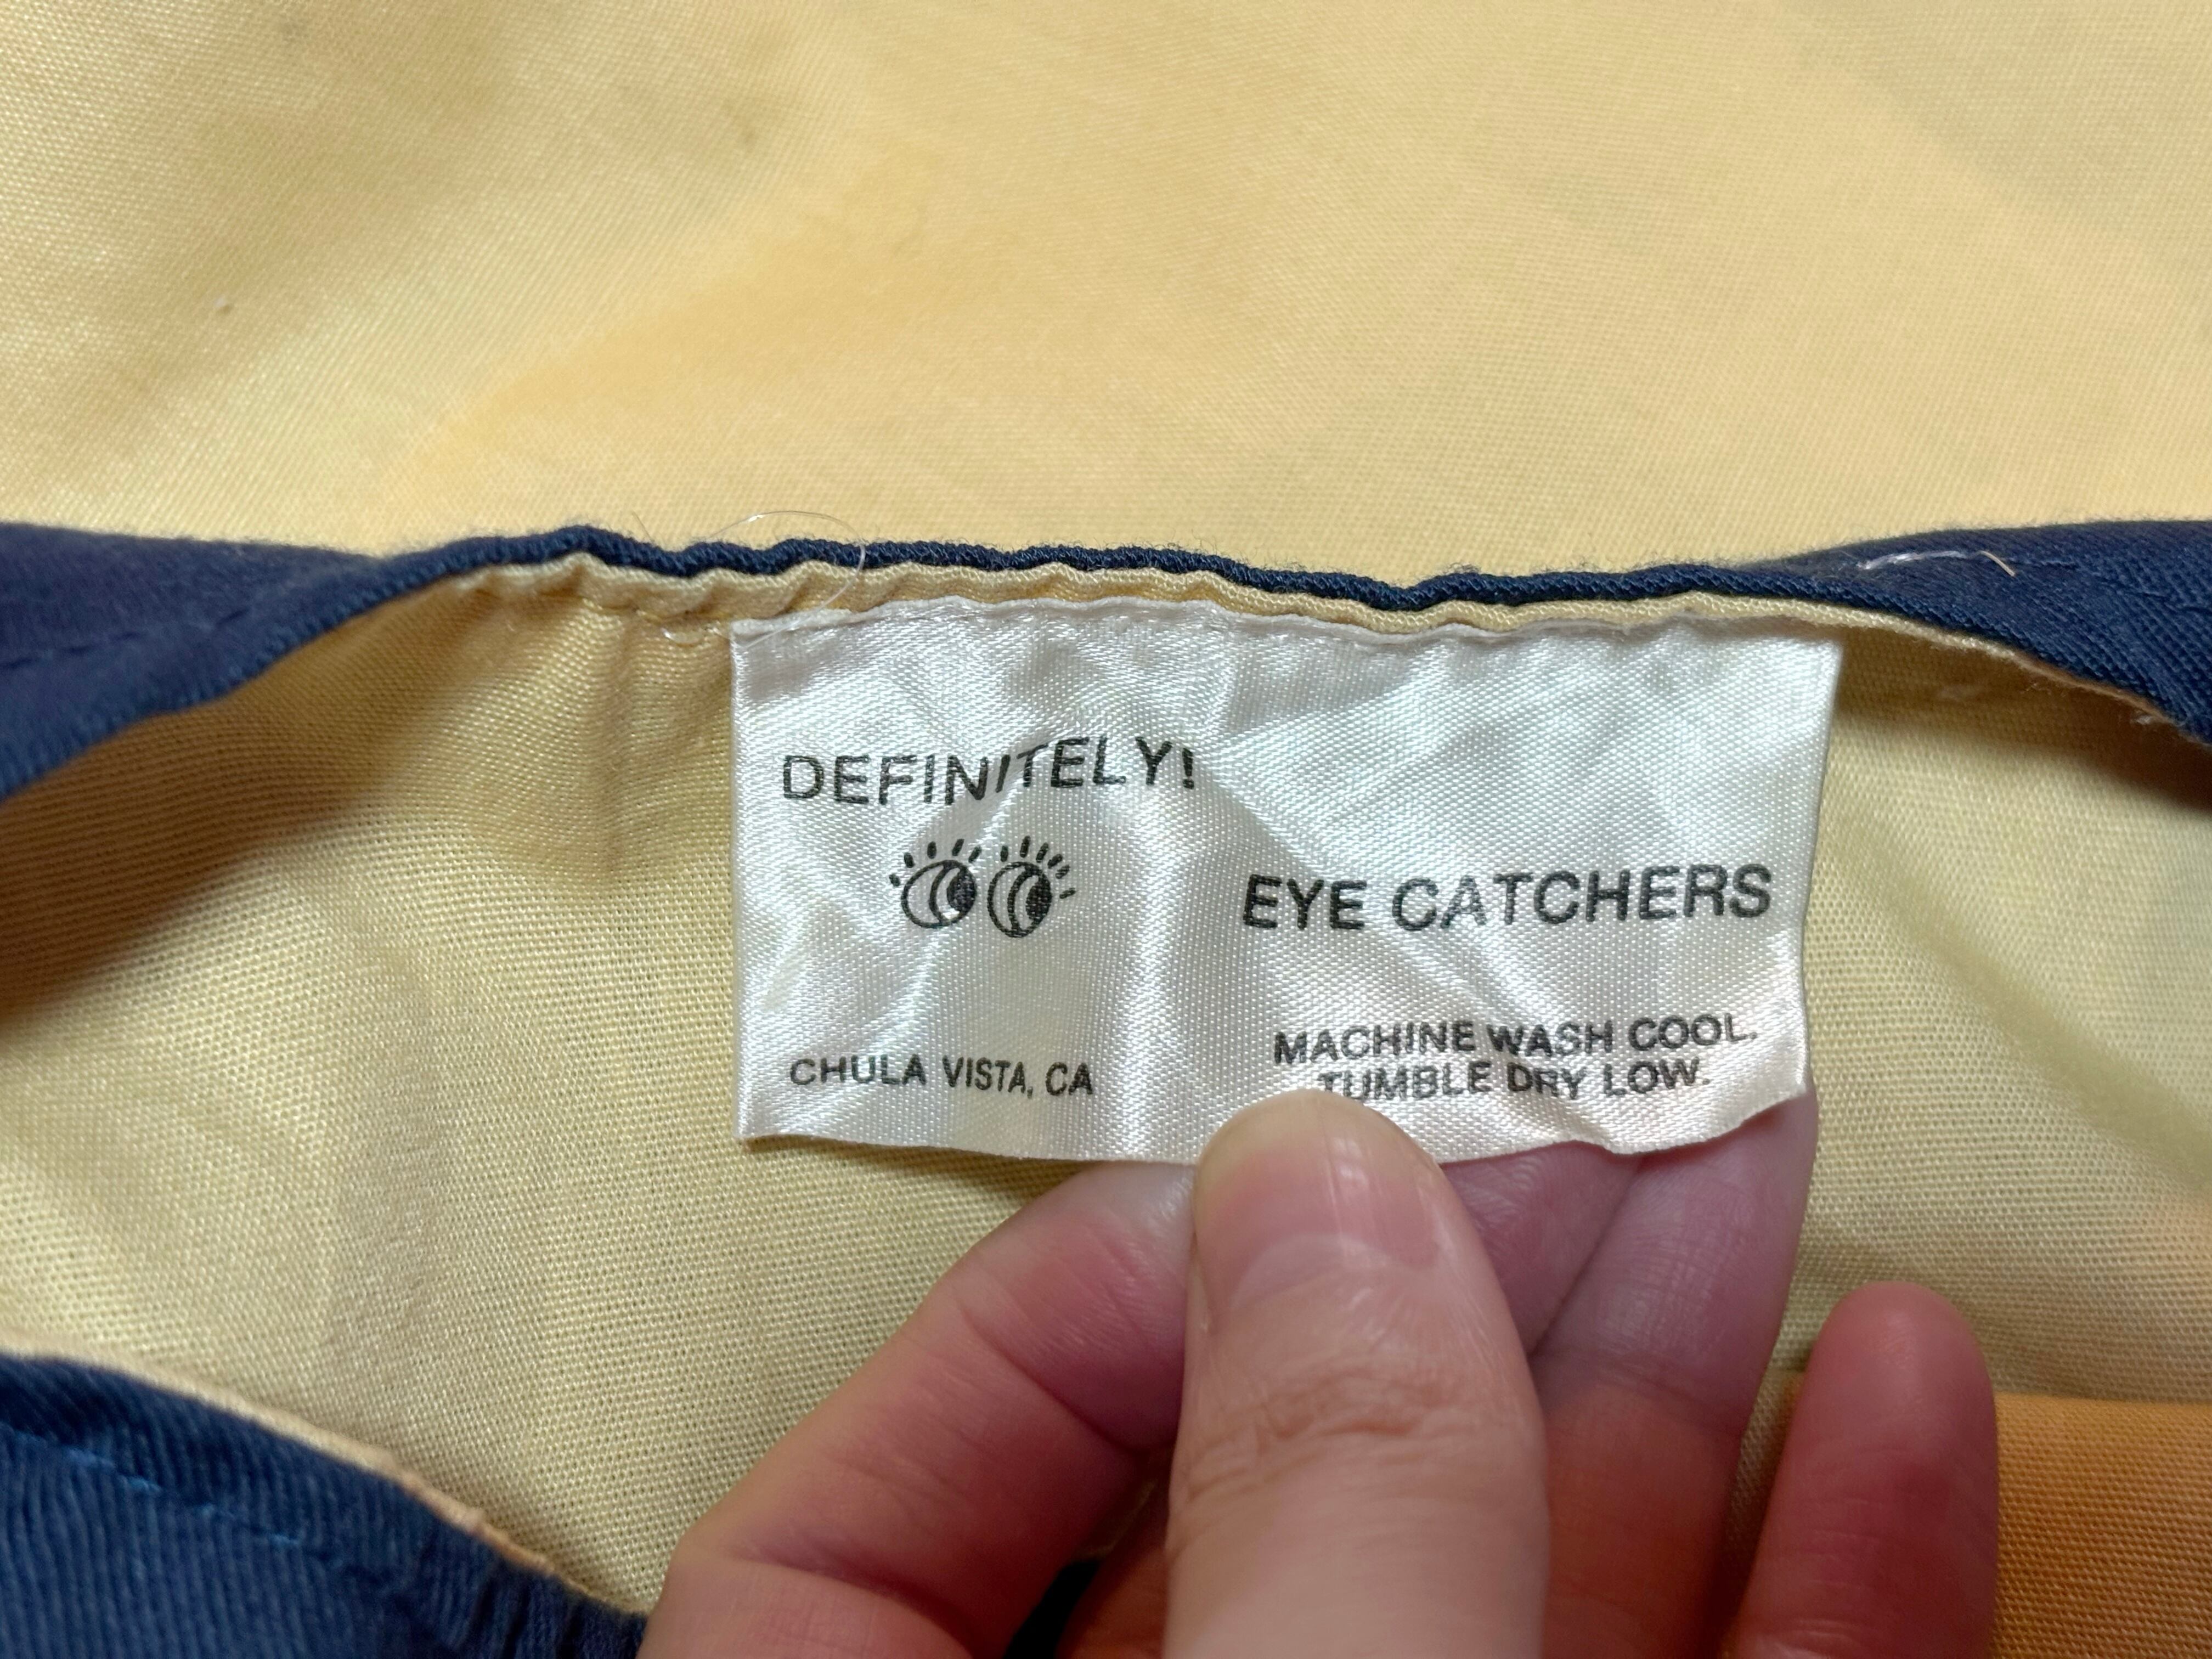 DEFINITELY!
EYE CATCHERS
CHULA VISTA, CA
MACHINE WASH COOL.
TUMBLE DRY LOW.